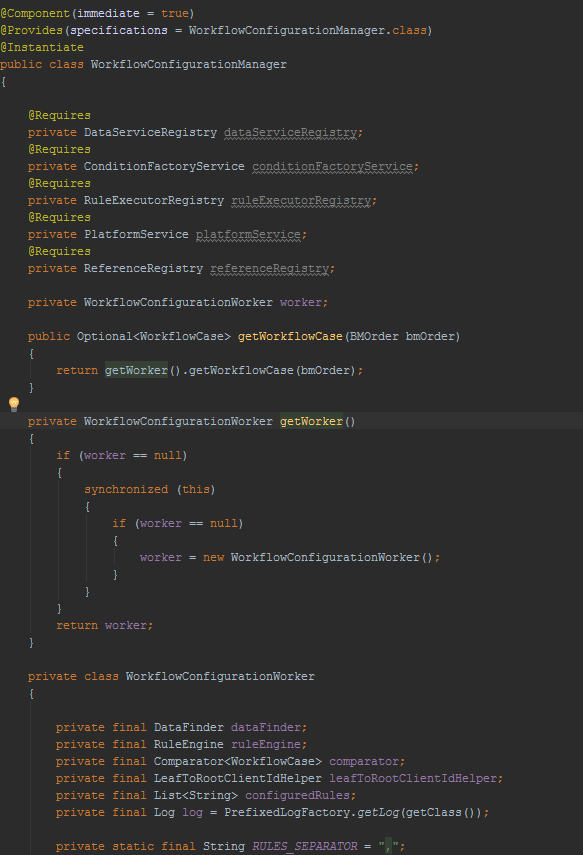 @Component(immediate = true)
@Provides(specifications = WorkflowConfigurationManager.class)
@Instantiate
public class WorkflowConfigurationManager
{
@Requires
private DataServiceRegistry dataServiceRegistry;
@Requires
private ConditionFactoryService conditionFactoryService;
@Requires
private RuleExecutorRegistry ruleExecutorRegistry;
@Requires
private PlatformService platformService;
@Requires
private ReferenceRegistry referenceRegistry;
private WorkflowConfigurationWorker worker;
public Optional<WorkflowCase> getWorkflowCase(BMOrder bmOrder)
{
return getWorker().getWorkflowCase(bmOrder);
}
private WorkflowConfigurationWorker getWorker()
{
if (worker == null)
{
synchronized (this)
{
if (worker == null)
{
worker = new WorkflowConfigurationWorker();
}
}
}
return worker;
}
private class WorkflowConfigurationWorker
{
private final DataFinder dataFinder;
private final RuleEngine ruleEngine;
private final Comparator<WorkflowCase> comparator;
private final LeafToRootClientIdHelper leafToRootClientIdHelper;
private final List<String> configuredRules;
private final Log log = PrefixedLogFactory.getLog(getClass());
private static final String RULES_SEPARATOR = ",";